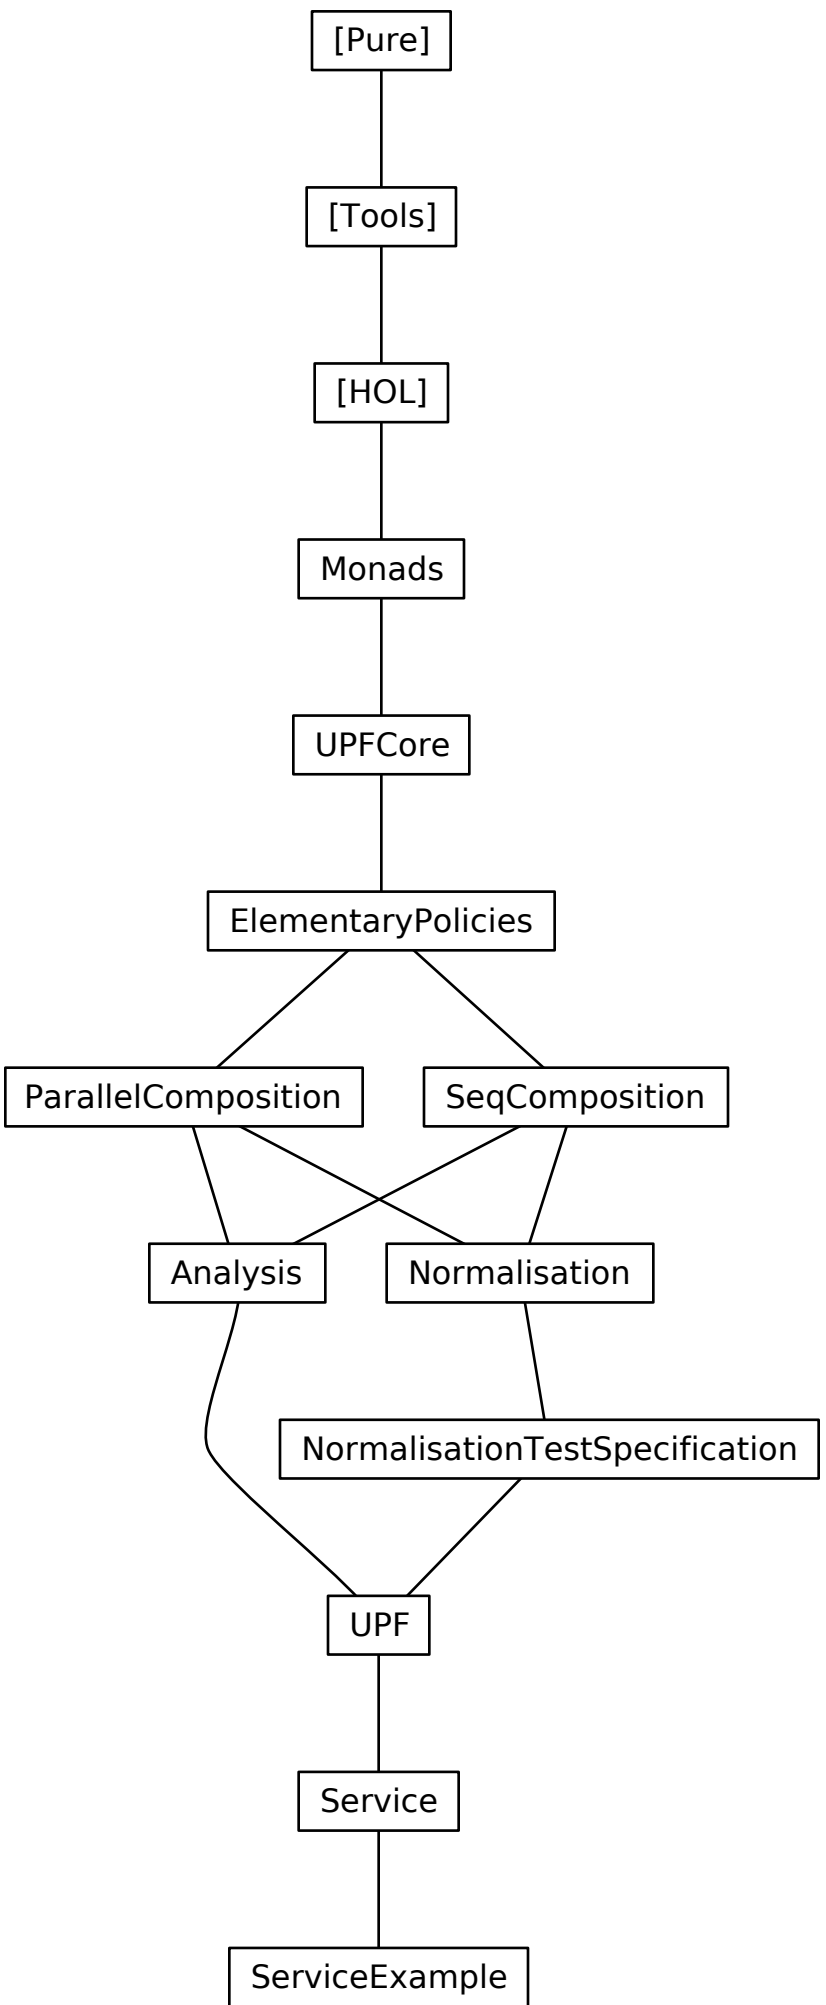 [Pure]
[Tools]
[HOL]
Monads
UPFCore
ElementaryPolicies
ParallelComposition
SeqComposition
Analysis
Normalisation
NormalisationTestSpecification
UPF
Service
ServiceExample